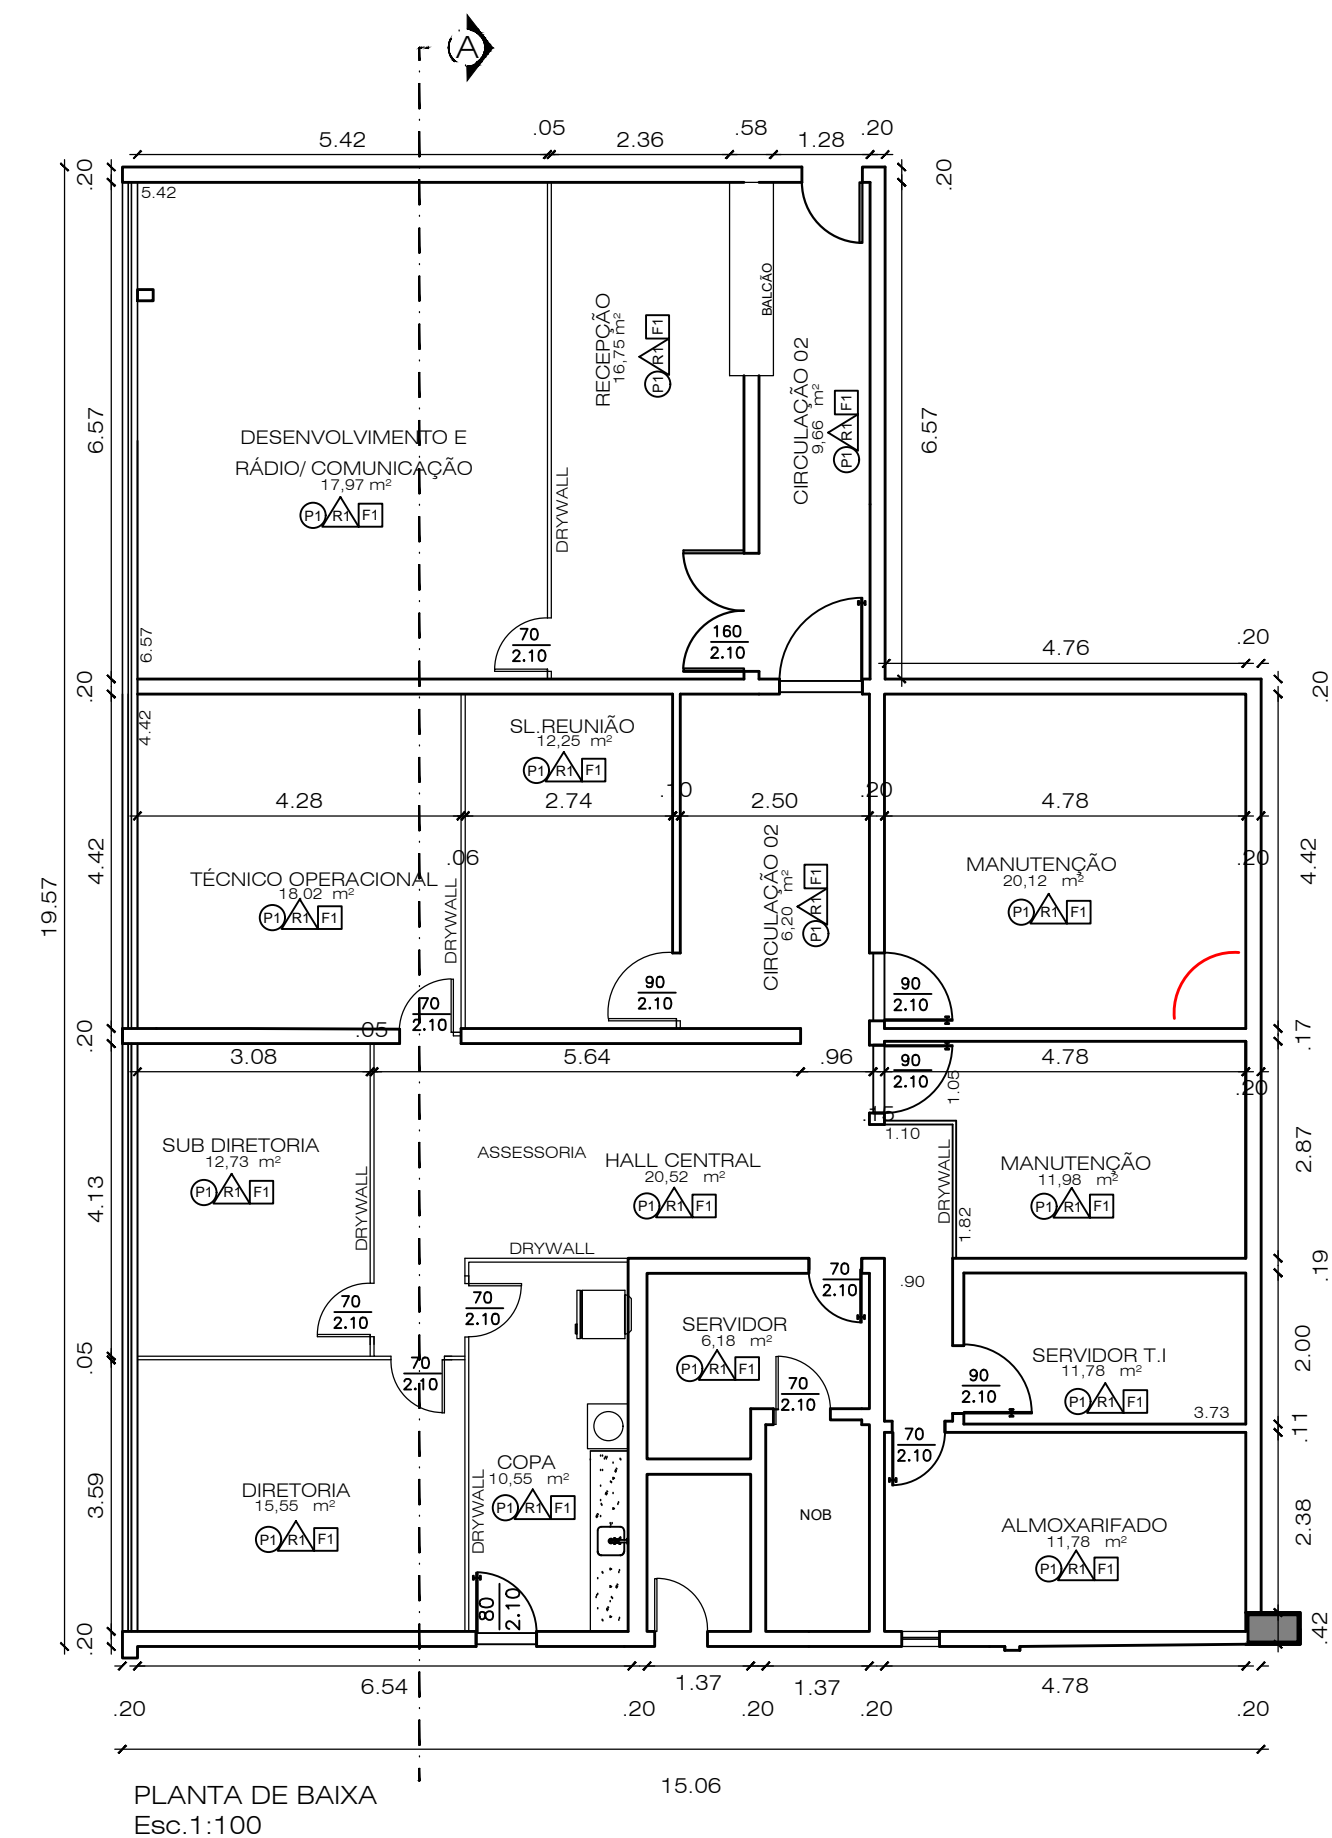 A
5.42
.05
2.36
.58
1.28
.20
.20
.20
5.42
BALCÃO
RECEPÇÃO
16,75 m²
P1 R1 F1
CIRCULAÇÃO 02
9,66 m²
P1 R1 F1
6.57
6.57
DESENVOLVIMENTO E
RÁDIO/ COMUNICAÇÃO
17,97 m²
P1 R1 F1
DRYWALL
6.57
70
2.10
160
2.10
4.76
.20
.20
.20
4.42
SL.REUNIÃO
12,25 m²
P1 R1 F1
4.28
2.74
.10
2.50
.20
4.78
.06
.20
4.42
4.42
19.57
TÉCNICO OPERACIONAL
18,02 m²
P1 R1 F1
DRYWALL
CIRCULAÇÃO 02
6,20 m²
P1 R1 F1
MANUTENÇÃO
20,12 m²
P1 R1 F1
70
2.10
90
2.10
90
2.10
.20
.05
.17
3.08
5.64
.96
90
2.10
4.78
.20
1.05
.15
1.10
SUB DIRETORIA
12,73 m²
P1 R1 F1
DRYWALL
ASSESSORIA
HALL CENTRAL
20,52 m²
P1 R1 F1
DRYWALL
1.82
MANUTENÇÃO
11,98 m²
P1 R1 F1
4.13
2.87
DRYWALL
.19
.90
70
2.10
70
2.10
70
2.10
SERVIDOR
6,18 m²
P1 R1 F1
SERVIDOR T.I
11,78 m²
P1 R1 F1
2.00
.05
70
2.10
70
2.10
90
2.10
3.73
.11
70
2.10
COPA
10,55 m²
P1 R1 F1
DIRETORIA
15,55 m²
P1 R1 F1
DRYWALL
3.59
NOB
ALMOXARIFADO
11,78 m²
P1 R1 F1
2.38
80
2.10
.20
.42
6.54
1.37
1.37
4.78
.20
.20
.20
.20
.20
15.06
PLANTA DE BAIXA
Esc.1:100